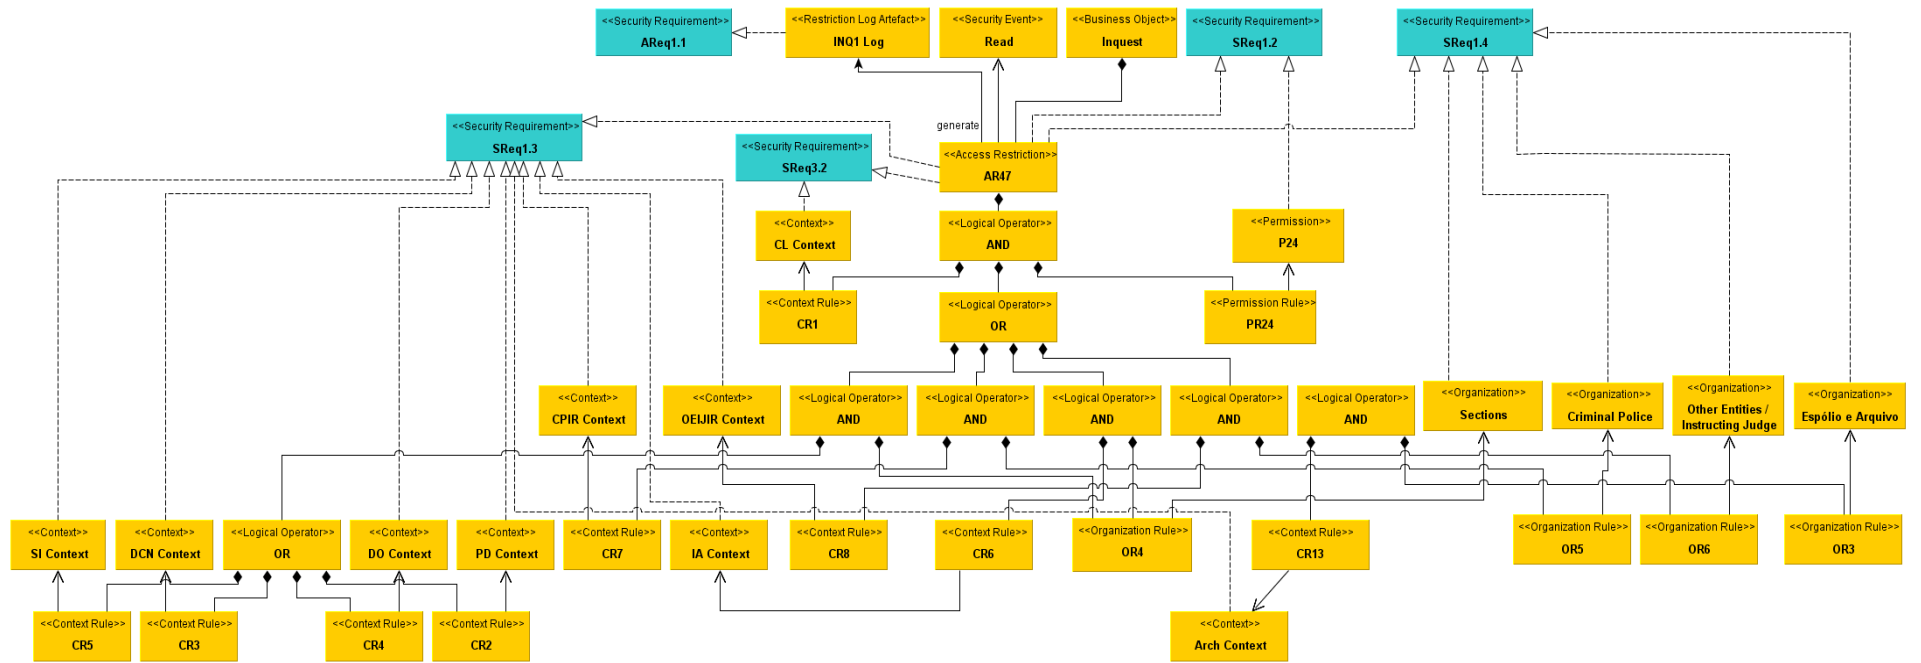 <<Security Requirement>>
AReq1.1
<<Restriction Log Artefact>>
INQ1 Log
<<Security Event>>
Read
<<Business Object>>
Inquest
<<Security Requirement>>
SReq1.2
<<Security Requirement>>
SReq1.4
<<Security Requirement>>
SReq1.3
generate
<<Security Requirement>>
SReq3.2
<<Access Restriction>>
AR47
<<Context>>
CL Context
<<Logical Operator>>
AND
<<Permission>>
P24
<<Context Rule>>
CR1
<<Logical Operator>>
OR
<<Permission Rule>>
PR24
<<Context>>
CPIR Context
<<Context>>
OEIJIR Context
<<Logical Operator>>
AND
<<Logical Operator>>
AND
<<Logical Operator>>
AND
<<Logical Operator>>
AND
<<Logical Operator>>
AND
<<Organization>>
Sections
<<Organization>>
Criminal Police
<<Organization>>
Other Entities /
Instructing Judge
<<Organization>>
Espólio e Arquivo
<<Context>>
SI Context
<<Context>>
DCN Context
<<Logical Operator>>
OR
<<Context>>
DO Context
<<Context>>
PD Context
<<Context Rule>>
CR7
<<Context>>
IA Context
<<Context Rule>>
CR8
<<Context Rule>>
CR6
<<Organization Rule>>
OR4
<<Context Rule>>
CR13
<<Organization Rule>>
OR5
<<Organization Rule>>
OR6
<<Organization Rule>>
OR3
<<Context Rule>>
CR5
<<Context Rule>>
CR3
<<Context Rule>>
CR4
<<Context Rule>>
CR2
<<Context>>
Arch Context